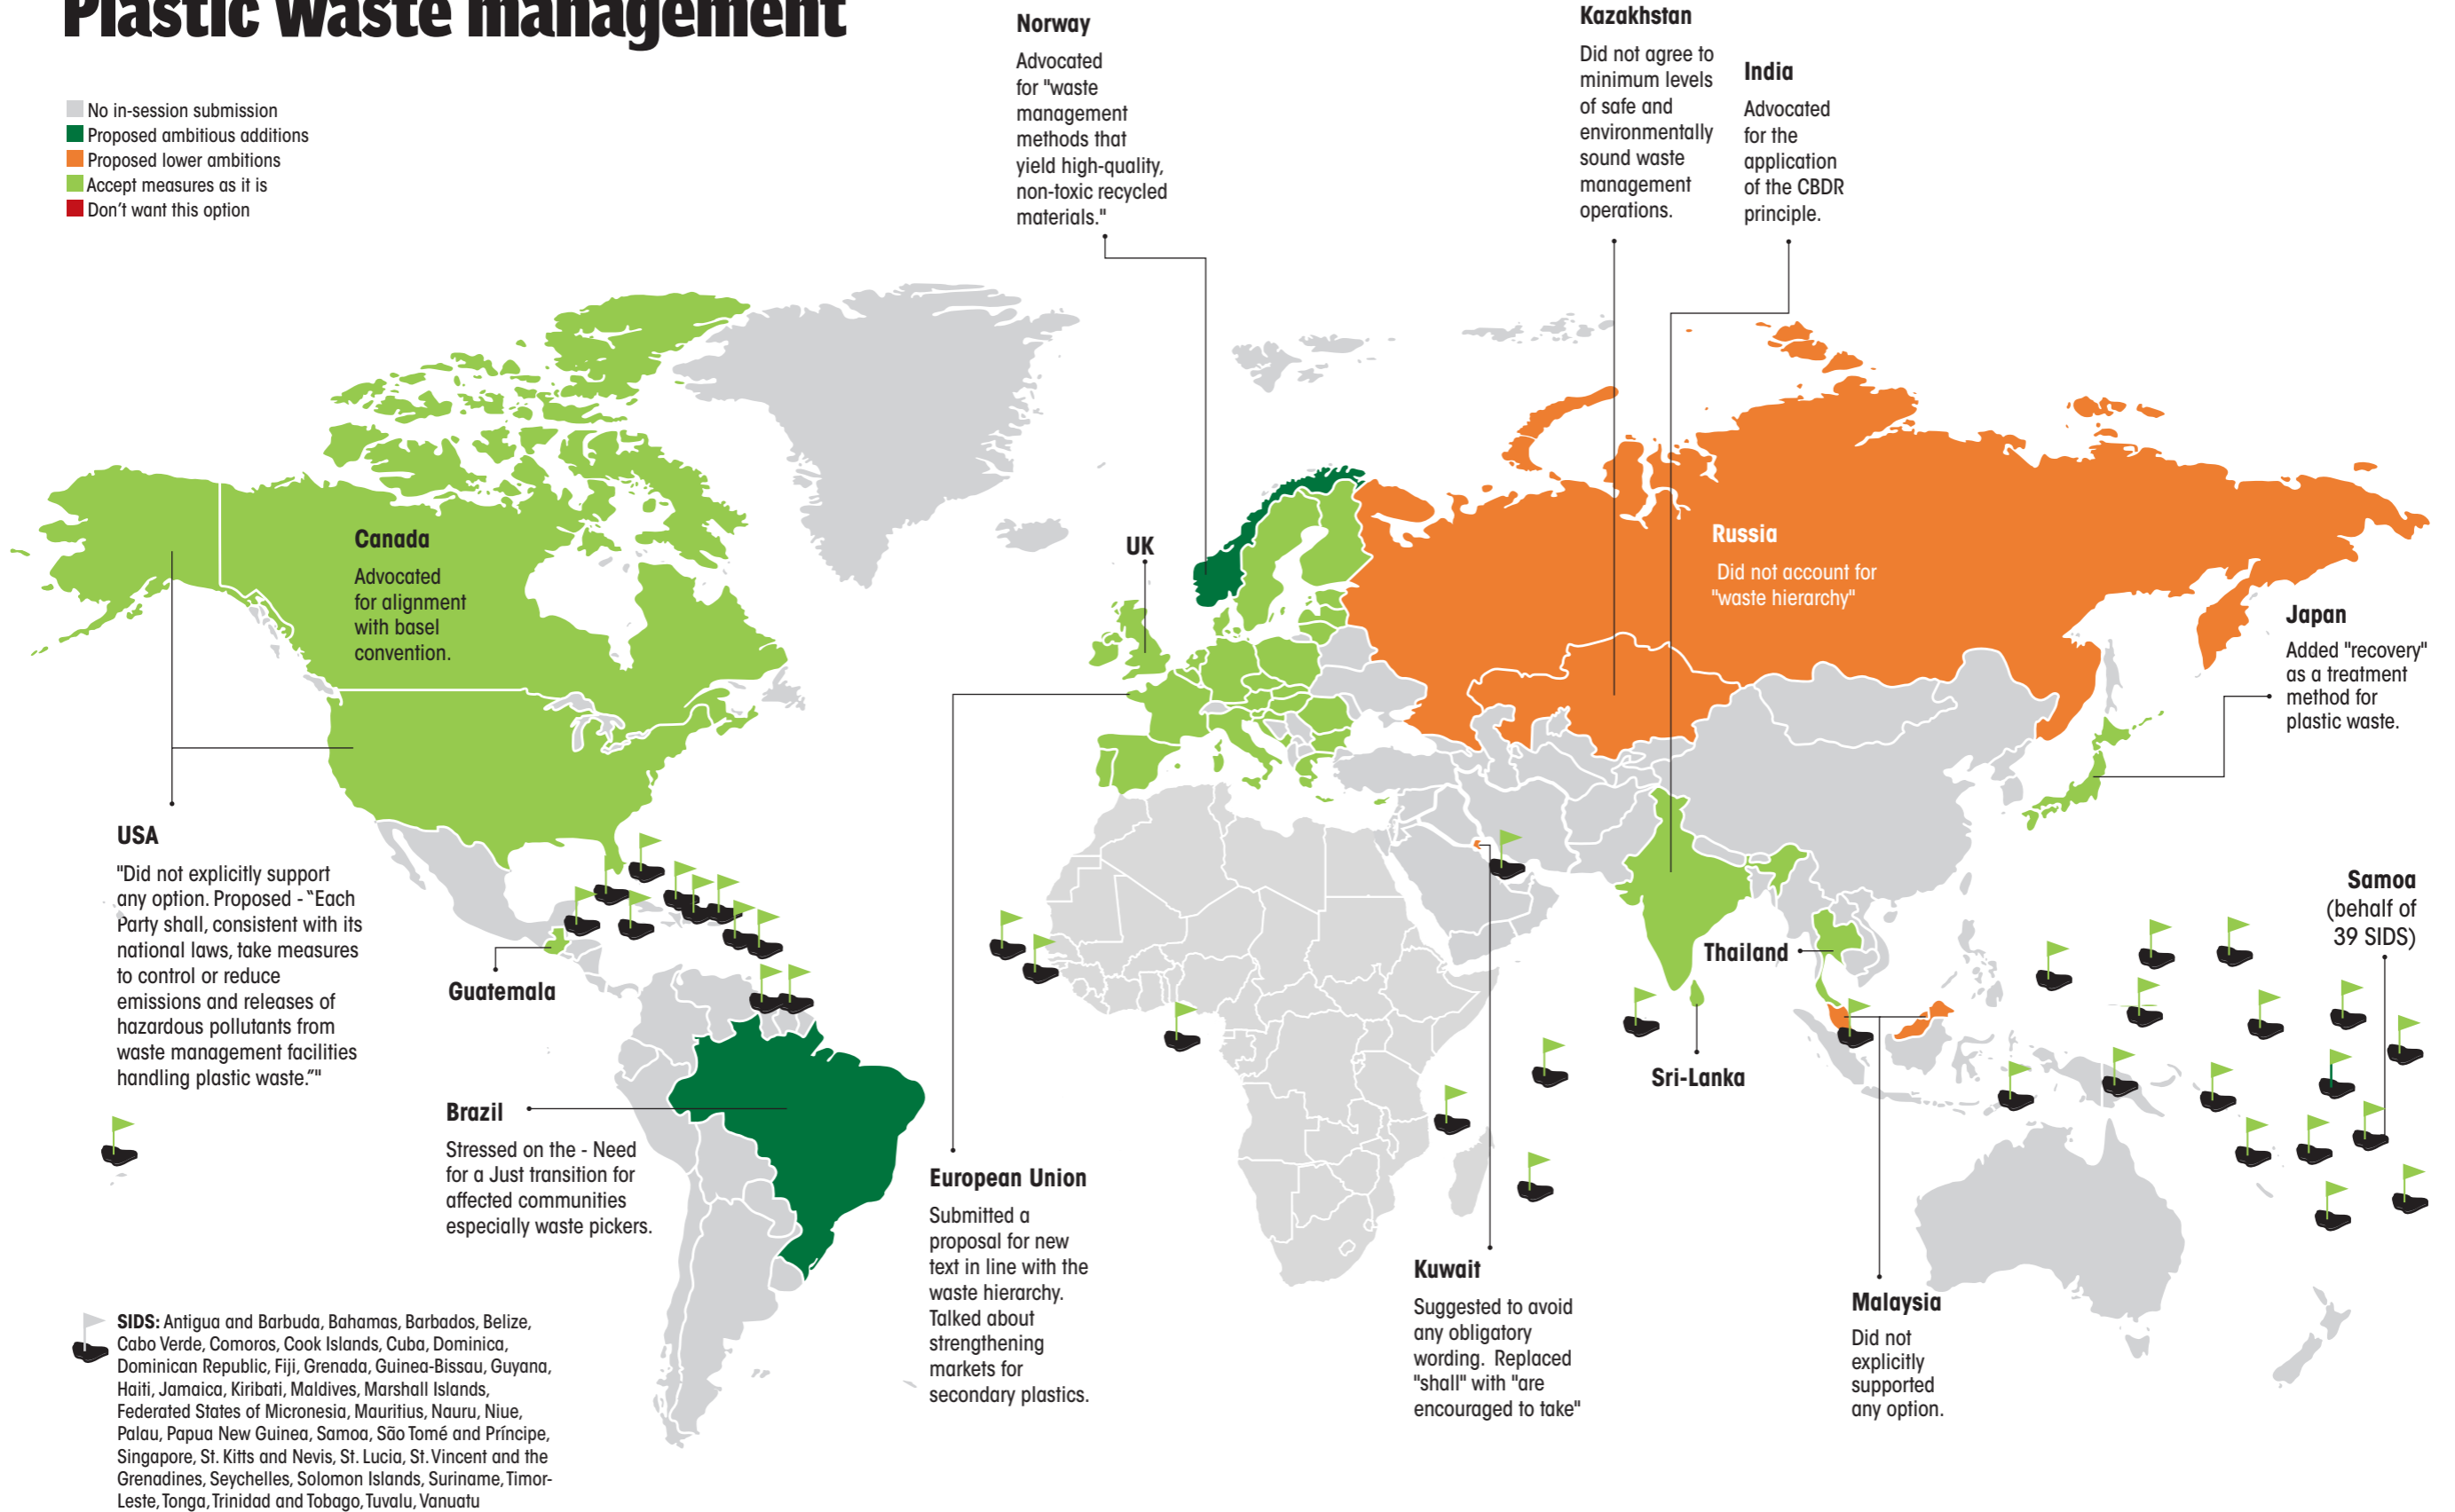 Plastic waste management
No in-session submission
Proposed ambitious additions
Proposed lower ambitions
Accept measures as it is
Don't want this option
Norway
Advocated
for "waste
management
methods that
yield high-quality,
non-toxic recycled
materials."
Kazakhstan
Did not agree to
minimum levels
of safe and
environmentally
sound waste
management
operations.
India
Advocated
for the
application
of the CBDR
principle.
Canada
Advocated
for alignment
with basel
convention.
UK
Russia
Did not account for
"waste hierarchy"
Japan
Added "recovery"
as a treatment
method for
plastic waste.
USA
"Did not explicitly support
any option. Proposed - “Each
Party shall, consistent with its
national laws, take measures
to control or reduce
emissions and releases of
hazardous pollutants from
waste management facilities
handling plastic waste.”"
Guatemala
Thailand
Sri-Lanka
Samoa
(behalf of
39 SIDS)
Brazil
Stressed on the - Need
for a Just transition for
affected communities
especially waste pickers.
European Union
Submitted a
proposal for new
text in line with the
waste hierarchy.
Talked about
strengthening
markets for
secondary plastics.
Kuwait
Suggested to avoid
any obligatory
wording. Replaced
"shall" with "are
encouraged to take"
Malaysia
Did not
explicitly
supported
any option.
SIDS: Antigua and Barbuda, Bahamas, Barbados, Belize,
Cabo Verde, Comoros, Cook Islands, Cuba, Dominica,
Dominican Republic, Fiji, Grenada, Guinea-Bissau, Guyana,
Haiti, Jamaica, Kiribati, Maldives, Marshall Islands,
Federated States of Micronesia, Mauritius, Nauru, Niue,
Palau, Papua New Guinea, Samoa, São Tomé and Príncipe,
Singapore, St. Kitts and Nevis, St. Lucia, St. Vincent and the
Grenadines, Seychelles, Solomon Islands, Suriname, Timor-
Leste, Tonga, Trinidad and Tobago, Tuvalu, Vanuatu